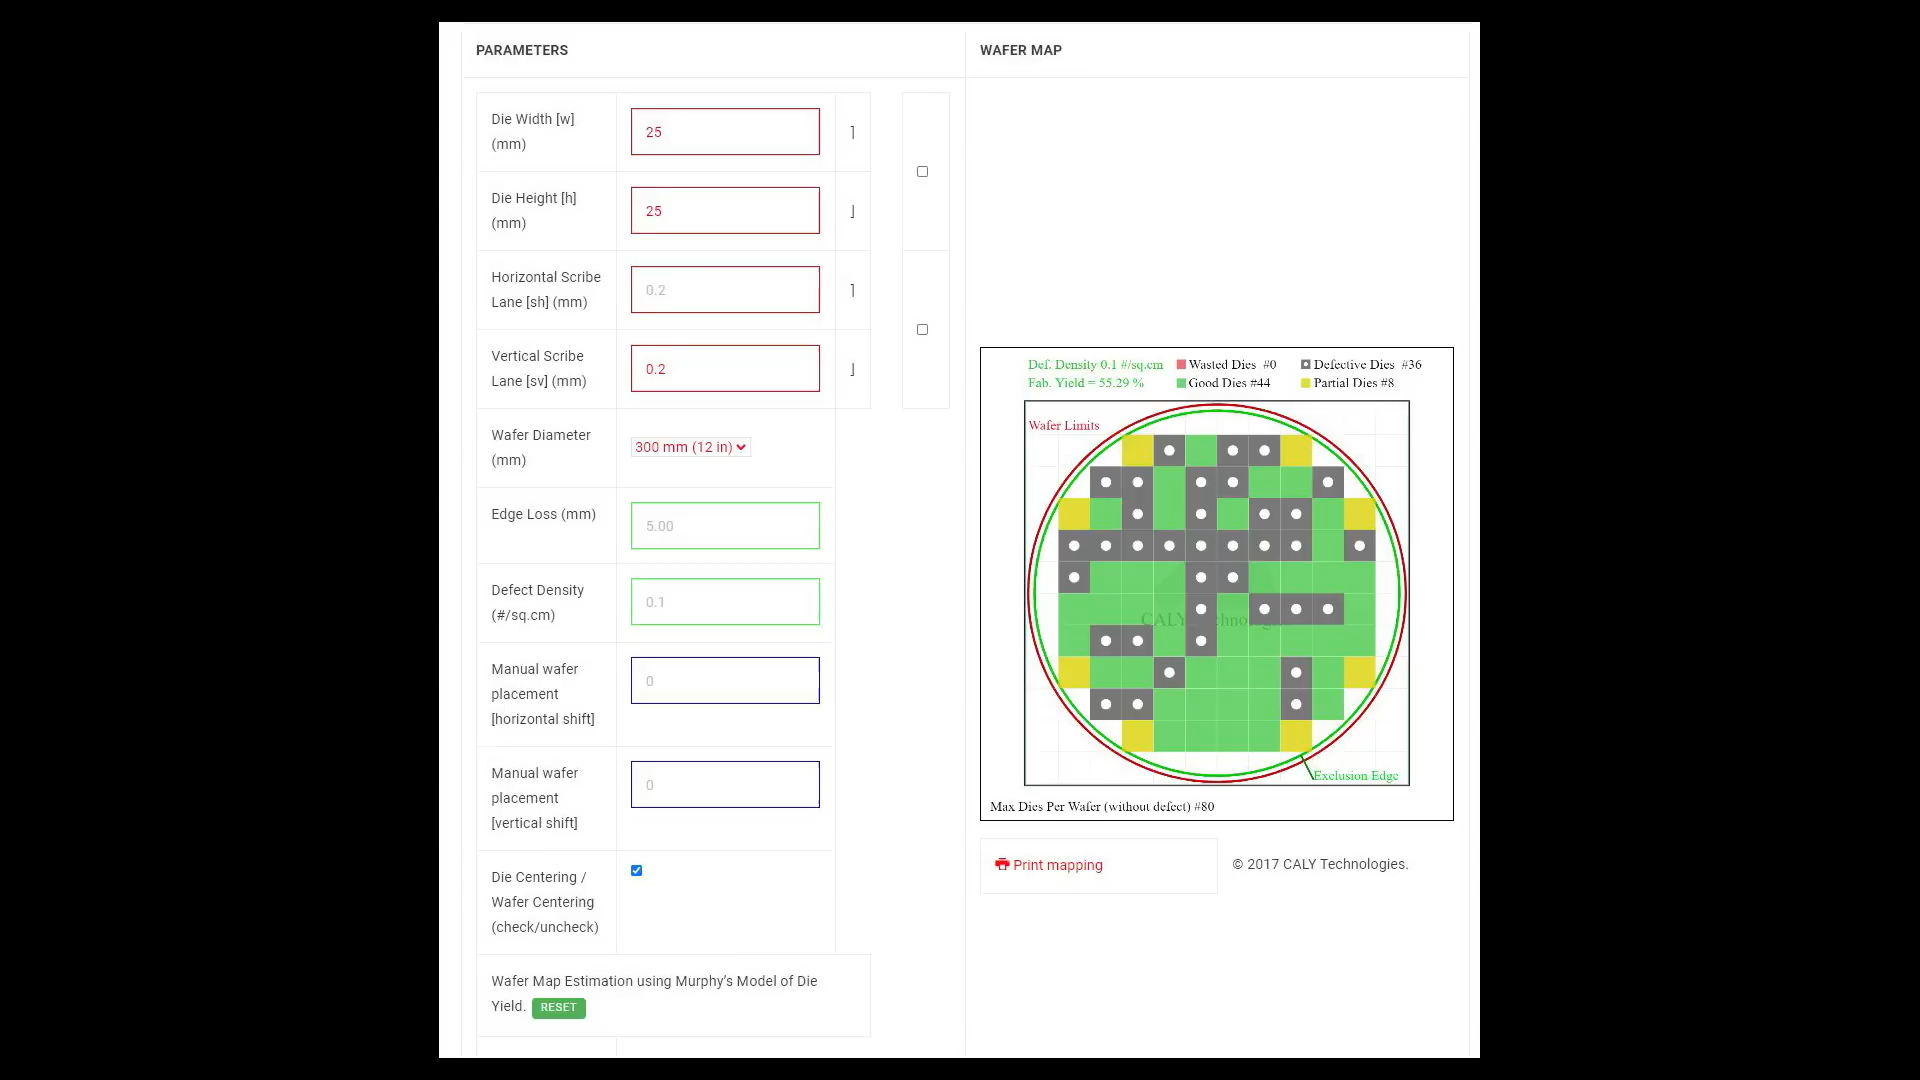 PARAMETERS
WAFER MAP
Die Width [w]
(mm)
25
Die Height [h]
(mm)
25
Horizontal Scribe
Lane [sh] (mm)
0.2
Vertical Scribe
Lane [sv] (mm)
0.2
Wafer Diameter
(mm)
300 mm (12 in)
Edge Loss (mm)
5.00
Defect Density
(#/sq.cm)
0.1
Manual wafer
placement
[horizontal shift]
0
Manual wafer
placement
[vertical shift]
0
Die Centering /
Wafer Centering
(check/uncheck)
Wafer Map Estimation using Murphy's Model of Die
Yield. RESET
Def. Density 0.1 #/sq.cm Wasted Dies #0 Defective Dies #36
Fab. Yield = 55.29 % Good Dies #44 Partial Dies #8
Wafer Limits
CALY
Exclusion Edge
Max Dies Per Wafer (without defect) #80
Print mapping
© 2017 CALY Technologies.